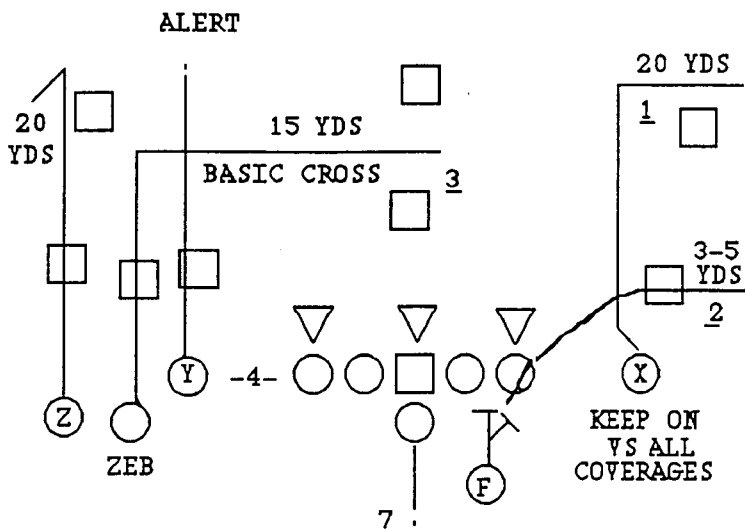 ALERT
20 YDS
20
YDS
15 YDS
1
BASIC CROSS
3
3-5
YDS
2
Y
-4-
X
Z
ZEB
KEEP ON
VS ALL
COVERAGES
F
7